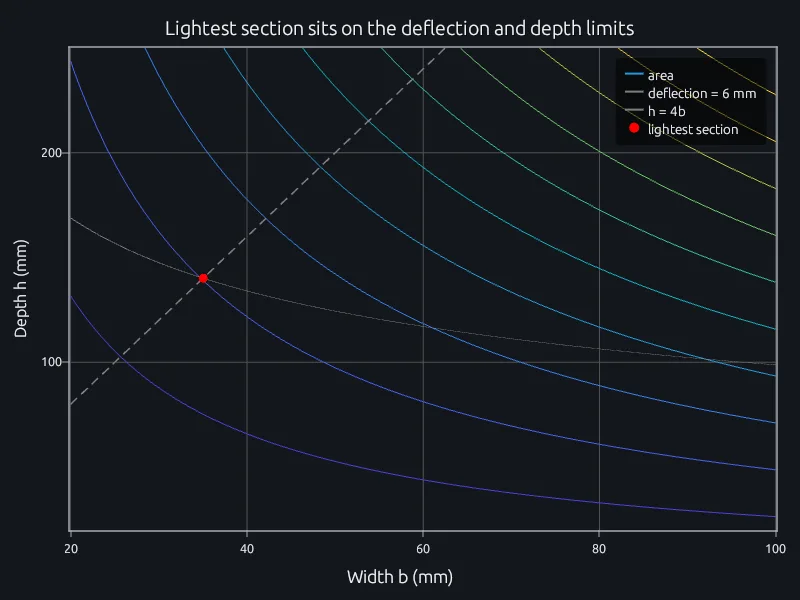 Lightest section sits on the deflection and depth limits
area
deflection = 6 mm
h = 4b
lightest section
200
100
Depth h (mm)
20 40 60 80 100
Width b (mm)